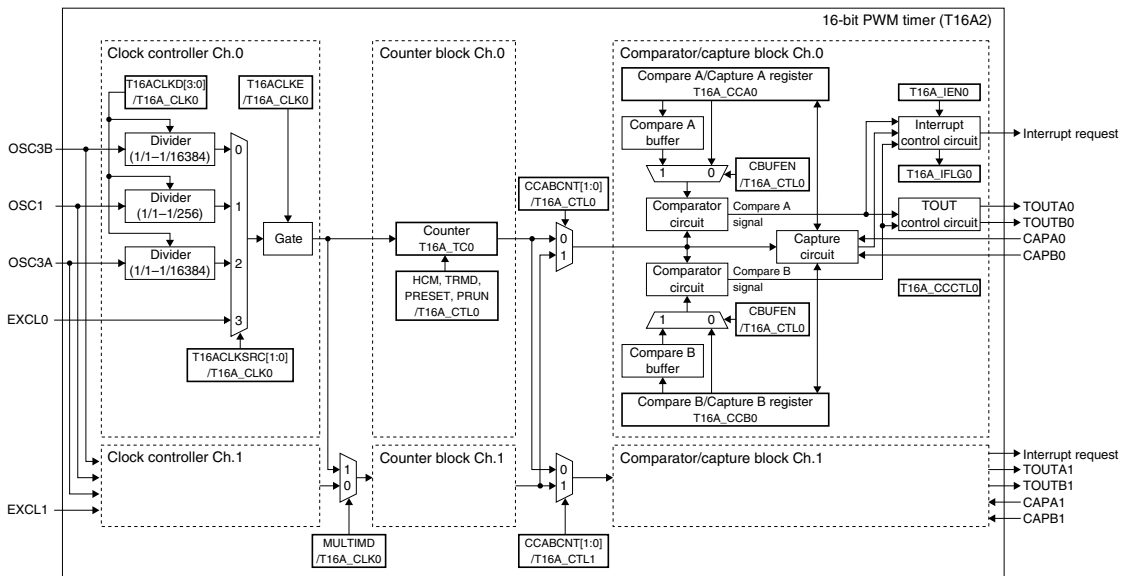 16-bit PWM timer (T16A2)
Clock controller Ch.0
T16ACLKD[3:0]
/T16A_CLK0
T16ACLKE
/T16A_CLK0
OSC3B
Divider
(1/1–1/16384)
0
OSC1
Divider
(1/1–1/256)
1
OSC3A
Divider
(1/1–1/16384)
2
Gate
EXCL0
3
T16ACLKSRC[1:0]
/T16A_CLK0
Counter block Ch.0
Counter
T16A_TC0
HCM, TRMD,
PRESET, PRUN
/T16A_CTL0
CCABCNT[1:0]
/T16A_CTL0
0
1
Comparator/capture block Ch.0
Compare A/Capture A register
T16A_CCA0
Compare A
buffer
1 0
CBUFEN
/T16A_CTL0
Comparator
circuit
Compare A
signal
Capture
circuit
Comparator
circuit
Compare B
signal
1 0
CBUFEN
/T16A_CTL0
Compare B
buffer
Compare B/Capture B register
T16A_CCB0
T16A_IEN0
Interrupt
control circuit
T16A_IFLG0
TOUT
control circuit
T16A_CCCTL0
Interrupt request
TOUTA0
TOUTB0
CAPA0
CAPB0
Clock controller Ch.1
EXCL1
1
0
MULTIMD
/T16A_CLK0
Counter block Ch.1
0
1
CCABCNT[1:0]
/T16A_CTL1
Comparator/capture block Ch.1
Interrupt request
TOUTA1
TOUTB1
CAPA1
CAPB1